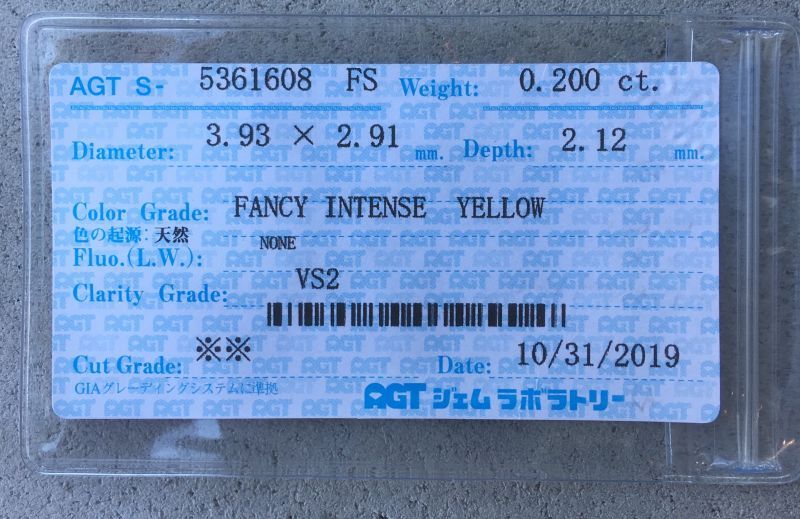 AGT S- 5361608 FS Weight: 0.200 ct.
Diameter: 3.93 × 2.91 mm. Depth: 2.12 mm.
Color Grade: FANCY INTENSE YELLOW
色の起源: 天然
Fluo.(L.W.): NONE
Clarity Grade: VS2
Cut Grade: ※※ Date: 10/31/2019
GIAグレーディングシステムに準拠
AGT ジェムラボラトリー